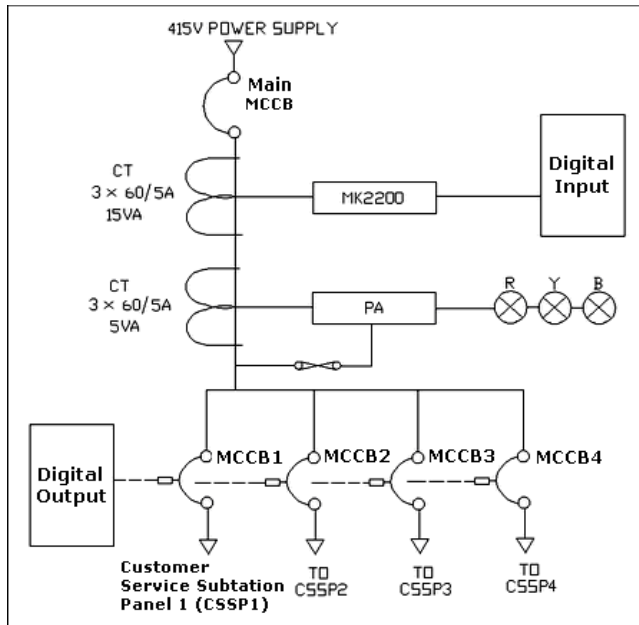 415V POWER SUPPLY
Main
MCCB
CT
3 × 60/5A
15VA
MK2200
Digital
Input
CT
3 × 60/5A
5VA
PA
R Y B
MCCB1 MCCB2 MCCB3 MCCB4
Digital
Output
Customer
Service Subtation
Panel 1 (CSSP1)
TO
CSSP2
TO
CSSP3
TO
CSSP4